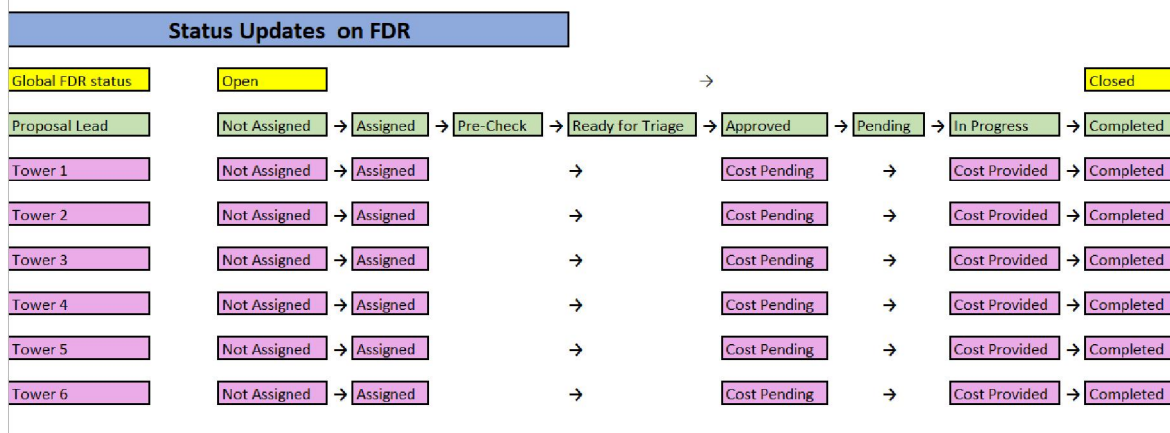 Status Updates on FDR
Global FDR status Open → Closed
Proposal Lead Not Assigned → Assigned → Pre-Check → Ready for Triage → Approved → Pending → In Progress → Completed
Tower 1 Not Assigned → Assigned → Cost Pending → Cost Provided → Completed
Tower 2 Not Assigned → Assigned → Cost Pending → Cost Provided → Completed
Tower 3 Not Assigned → Assigned → Cost Pending → Cost Provided → Completed
Tower 4 Not Assigned → Assigned → Cost Pending → Cost Provided → Completed
Tower 5 Not Assigned → Assigned → Cost Pending → Cost Provided → Completed
Tower 6 Not Assigned → Assigned → Cost Pending → Cost Provided → Completed